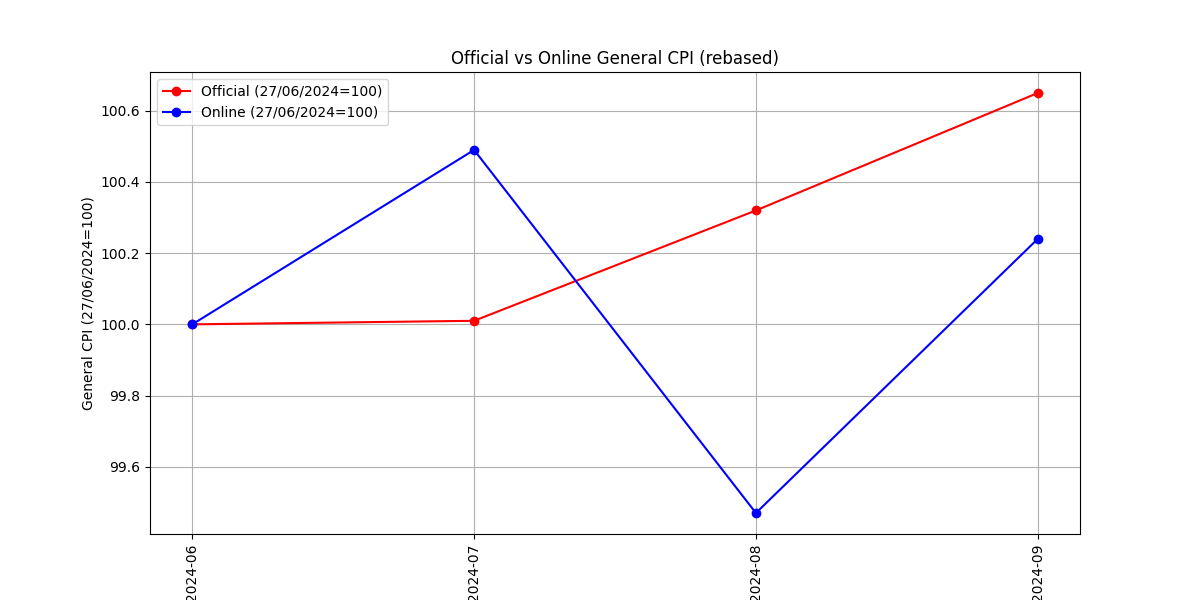 Official vs Online General CPI (rebased)
Official (27/06/2024=100)
Online (27/06/2024=100)
General CPI (27/06/2024=100)
100.6
100.4
100.2
100.0
99.8
99.6
2024-06
2024-07
2024-08
2024-09